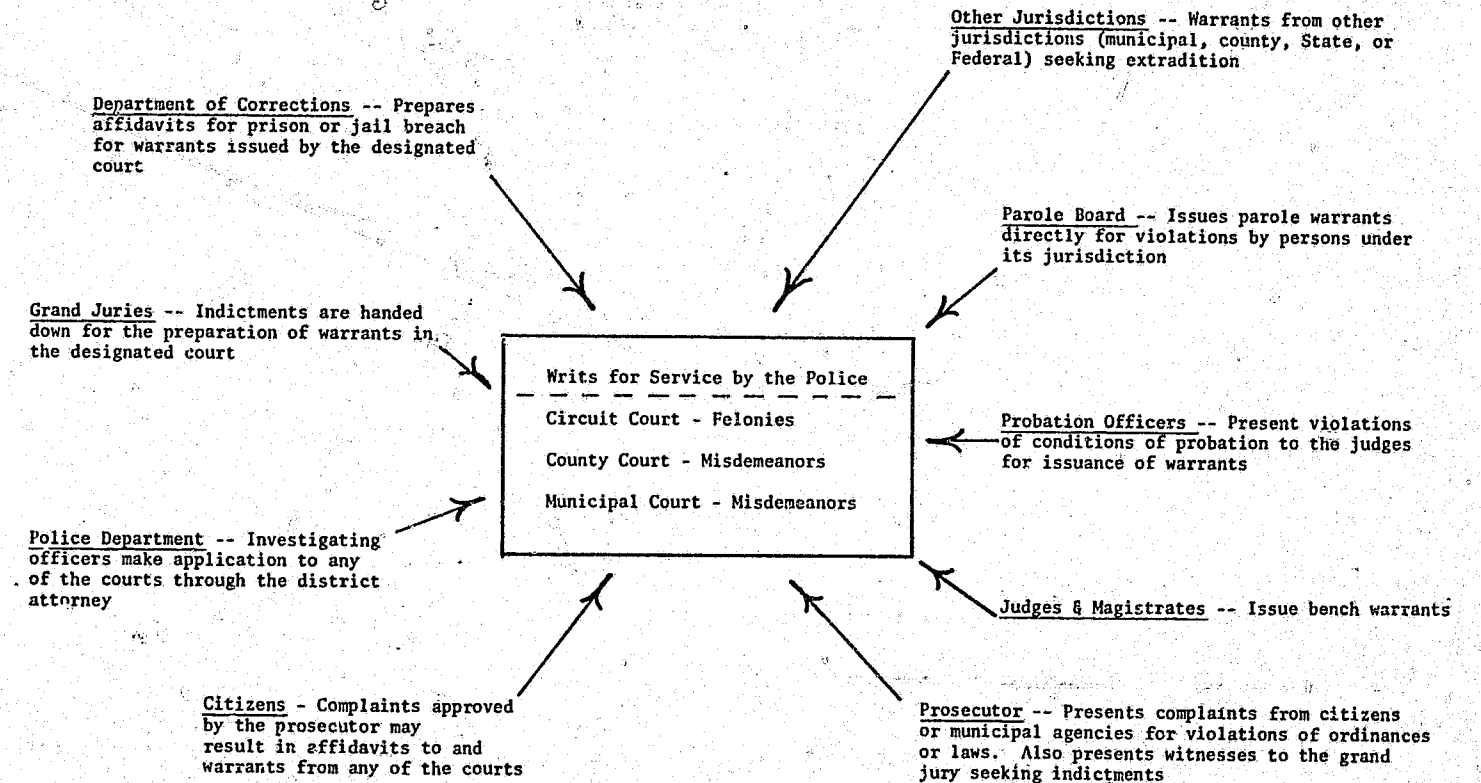 Other Jurisdictions -- Warrants from other
jurisdictions (municipal, county, State, or
Federal) seeking extradition
Department of Corrections -- Prepares
affidavits for prison or jail breach
for warrants issued by the designated
court
Parole Board -- Issues parole warrants
directly for violations by persons under
its jurisdiction
Grand Juries -- Indictments are handed
down for the preparation of warrants in
the designated court
Writs for Service by the Police
Circuit Court - Felonies
County Court - Misdemeanors
Municipal Court - Misdemeanors
Probation Officers -- Present violations
of conditions of probation to the judges
for issuance of warrants
Police Department -- Investigating
officers make application to any
of the courts through the district
attorney
Judges & Magistrates -- Issue bench warrants
Citizens - Complaints approved
by the prosecutor may
result in affidavits to and
warrants from any of the courts
Prosecutor -- Presents complaints from citizens
or municipal agencies for violations of ordinances
or laws. Also presents witnesses to the grand
jury seeking indictments